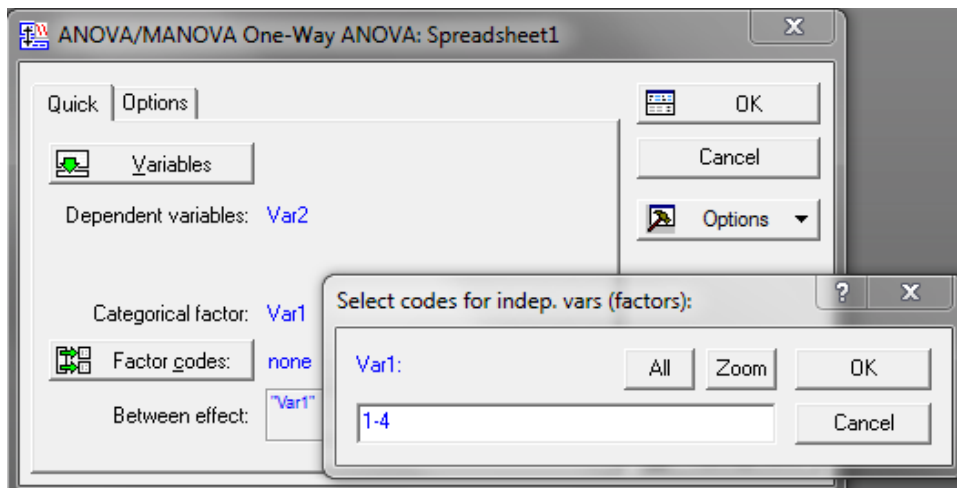 ANOVA/MANOVA One-Way ANOVA: Spreadsheet1
x
Quick
Options
Variables
Dependent variables: Var2
Categorical factor: Var1
Factor codes: none
Between effect: "Var1"
OK
Cancel
Options
Select codes for indep. vars (factors):
?
x
Var1:
All
Zoom
OK
1-4
Cancel